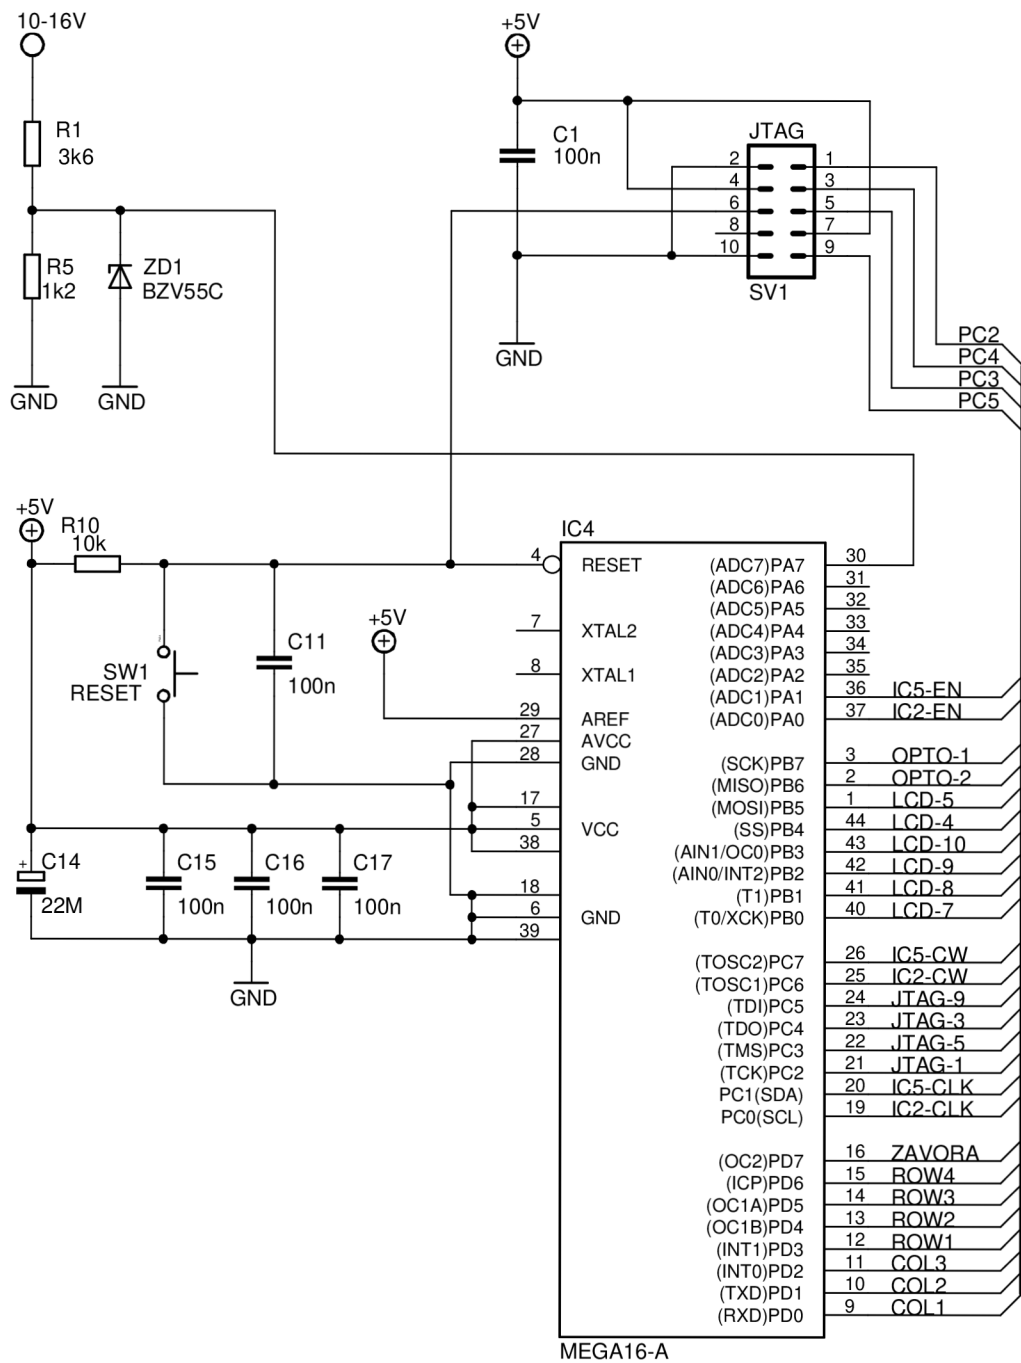 10-16V
+5V
R1
3k6
C1
100n
JTAG
2 1
4 3
6 5
8 7
10 9
SV1
R5
1k2
ZD1
BZV55C
GND
GND
GND
PC2
PC4
PC3
PC5
+5V
R10
10k
IC4
4 RESET
7 XTAL2
8 XTAL1
+5V
C11
100n
SW1
RESET
29 AREF
27 AVCC
28 GND
17
5 VCC
38
18
6 GND
39
+
C14
22M
C15
100n
C16
100n
C17
100n
GND
(ADC7)PA7 30
(ADC6)PA6 31
(ADC5)PA5 32
(ADC4)PA4 33
(ADC3)PA3 34
(ADC2)PA2 35
(ADC1)PA1 36 IC5-EN
(ADC0)PA0 37 IC2-EN
(SCK)PB7 3 OPTO-1
(MISO)PB6 2 OPTO-2
(MOSI)PB5 1 LCD-5
(SS)PB4 44 LCD-4
(AIN1/OC0)PB3 43 LCD-10
(AIN0/INT2)PB2 42 LCD-9
(T1)PB1 41 LCD-8
(T0/XCK)PB0 40 LCD-7
(TOSC2)PC7 26 IC5-CW
(TOSC1)PC6 25 IC2-CW
(TDI)PC5 24 JTAG-9
(TDO)PC4 23 JTAG-3
(TMS)PC3 22 JTAG-5
(TCK)PC2 21 JTAG-1
PC1(SDA) 20 IC5-CLK
PC0(SCL) 19 IC2-CLK
(OC2)PD7 16 ZAVORA
(ICP)PD6 15 ROW4
(OC1A)PD5 14 ROW3
(OC1B)PD4 13 ROW2
(INT1)PD3 12 ROW1
(INT0)PD2 11 COL3
(TXD)PD1 10 COL2
(RXD)PD0 9 COL1
MEGA16-A